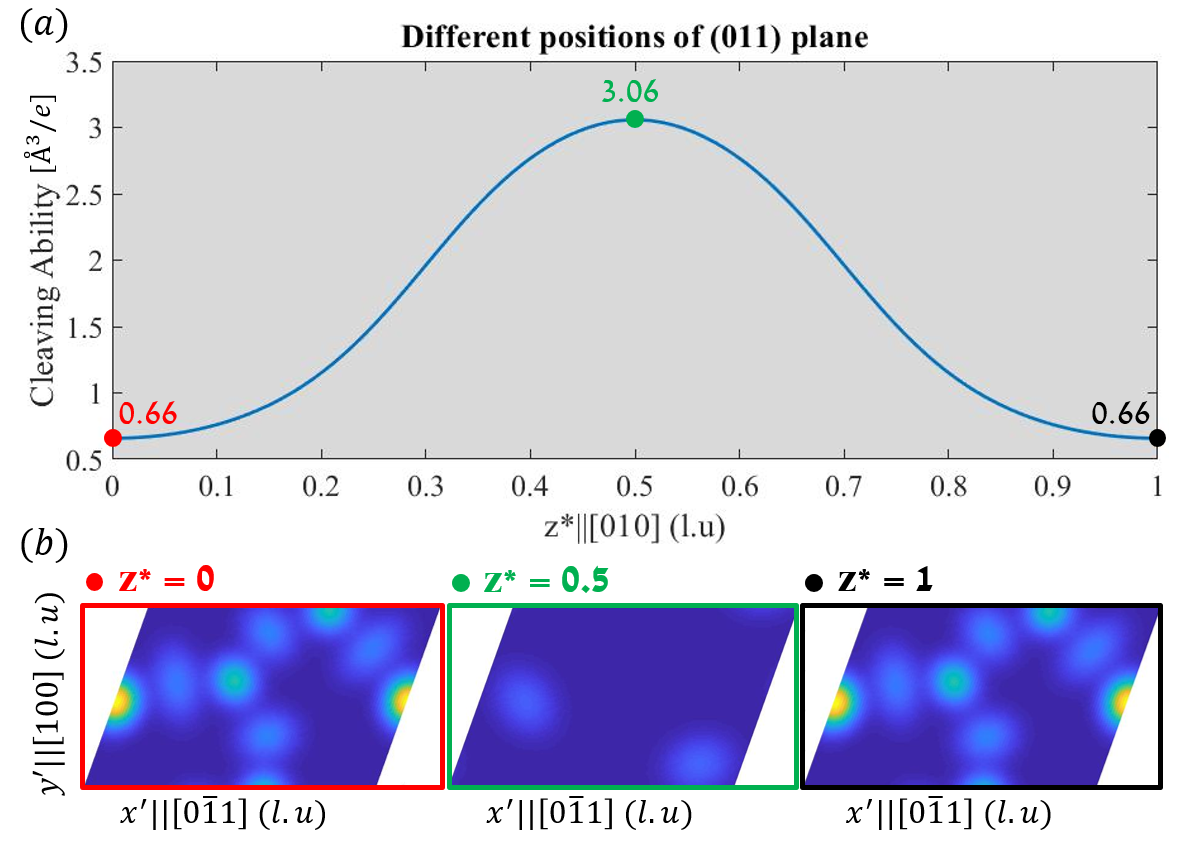 (a)
Different positions of (011) plane
Cleaving Ability [Å³/e]
3.5
3
2.5
2
1.5
1
0.5
3.06
0.66
0.66
0 0.1 0.2 0.3 0.4 0.5 0.6 0.7 0.8 0.9 1
z*||[010] (l.u)
(b)
z* = 0
z* = 0.5
z* = 1
y′||[100] (l.u)
x′||[01̅1] (l.u)
x′||[01̅1] (l.u)
x′||[01̅1] (l.u)